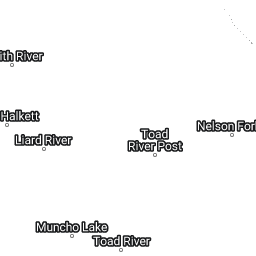 ith River
Halkett
Liard River
Toad
River Post
Nelson For
Muncho Lake
Toad River